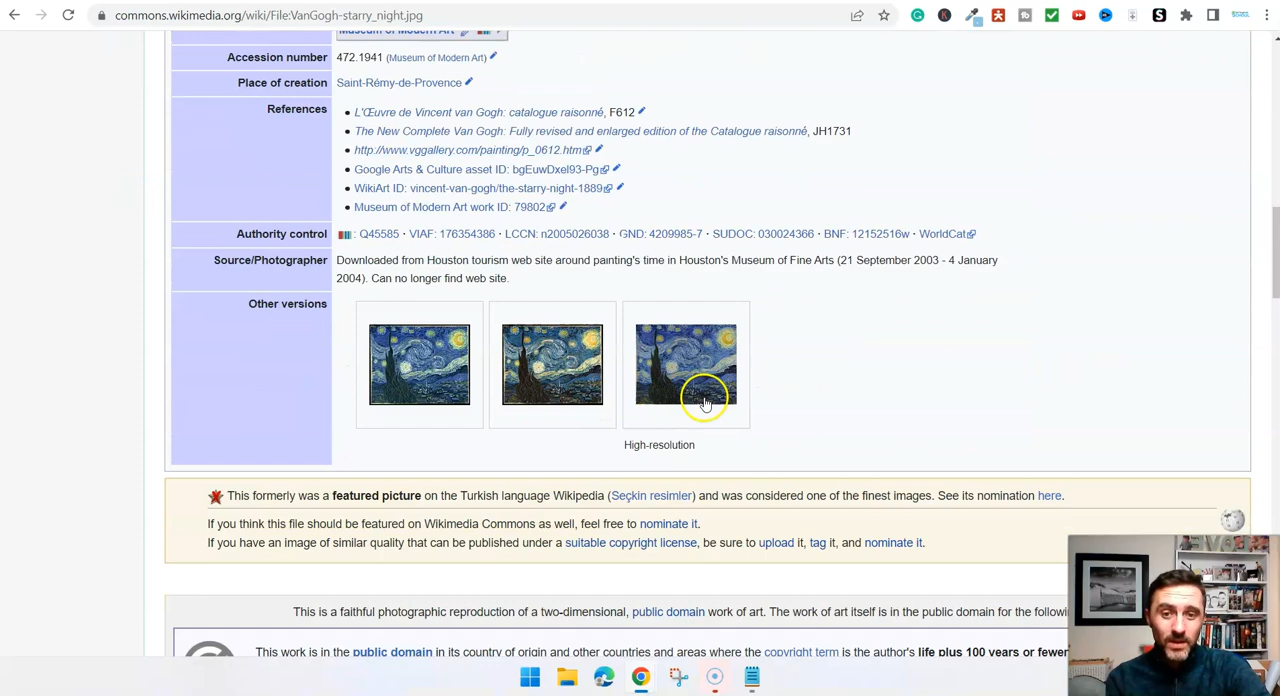 commons.wikimedia.org/wiki/File:VanGogh-starry_night.jpg
Museum of Modern Art
Accession number 472.1941 (Museum of Modern Art)
Place of creation Saint-Rémy-de-Provence
References
• L'Œuvre de Vincent van Gogh: catalogue raisonné, F612
• The New Complete Van Gogh: Fully revised and enlarged edition of the Catalogue raisonné, JH1731
• http://www.vggallery.com/painting/p_0612.htm
• Google Arts & Culture asset ID: bgEuwDxel93-Pg
• WikiArt ID: vincent-van-gogh/the-starry-night-1889
• Museum of Modern Art work ID: 79802
Authority control : Q45585 · VIAF: 176354386 · LCCN: n2005026038 · GND: 4209985-7 · SUDOC: 030024366 · BNF: 12152516w · WorldCat
Source/Photographer Downloaded from Houston tourism web site around painting's time in Houston's Museum of Fine Arts (21 September 2003 - 4 January
2004). Can no longer find web site.
Other versions
High-resolution
This formerly was a featured picture on the Turkish language Wikipedia (Seçkin resimler) and was considered one of the finest images. See its nomination here.
If you think this file should be featured on Wikimedia Commons as well, feel free to nominate it.
If you have an image of similar quality that can be published under a suitable copyright license, be sure to upload it, tag it, and nominate it.
This is a faithful photographic reproduction of a two-dimensional, public domain work of art. The work of art itself is in the public domain for the followi
This work is in the public domain in its country of origin and other countries and areas where the copyright term is the author's life plus 100 years or fewer